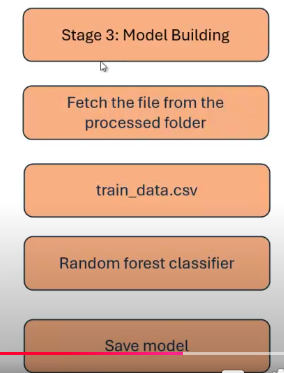 Stage 3: Model Building
Fetch the file from the
processed folder
train_data.csv
Random forest classifier
Save model